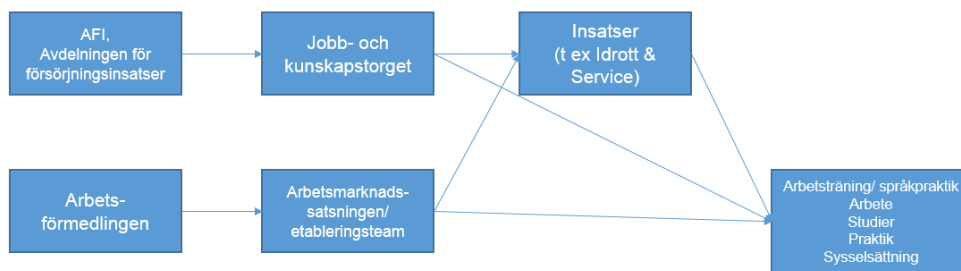 AFI,
Avdelningen för
försörjningsinsatser
Jobb- och
kunskapstorget
Insatser
(t ex Idrott &
Service)
Arbets-
förmedlingen
Arbetsmarknads-
satsningen/
etableringsteam
Arbetsträning/ språkpraktik
Arbete
Studier
Praktik
Sysselsättning